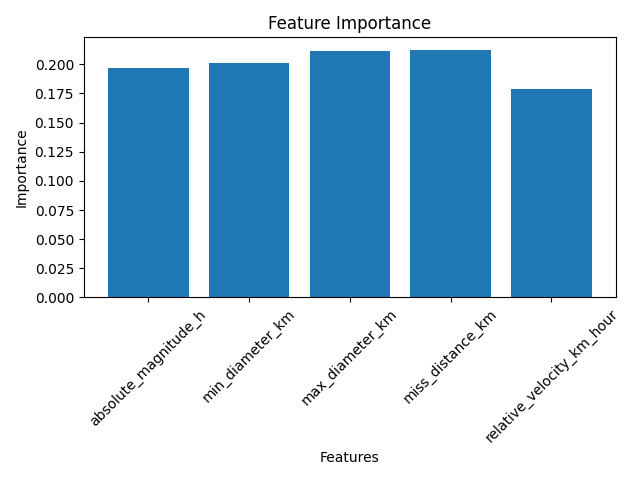 Feature Importance
Importance
0.200
0.175
0.150
0.125
0.100
0.075
0.050
0.025
0.000
absolute_magnitude_h
min_diameter_km
max_diameter_km
miss_distance_km
relative_velocity_km_hour
Features